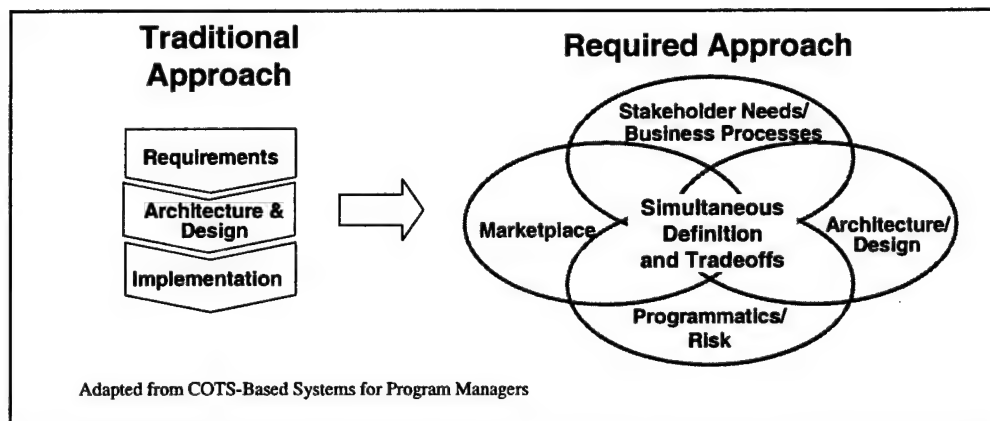 Traditional
Approach
Requirements
Architecture &
Design
Implementation
Required Approach
Stakeholder Needs/
Business Processes
Marketplace
Simultaneous
Definition
and Tradeoffs
Architecture/
Design
Programmatics/
Risk
Adapted from COTS-Based Systems for Program Managers